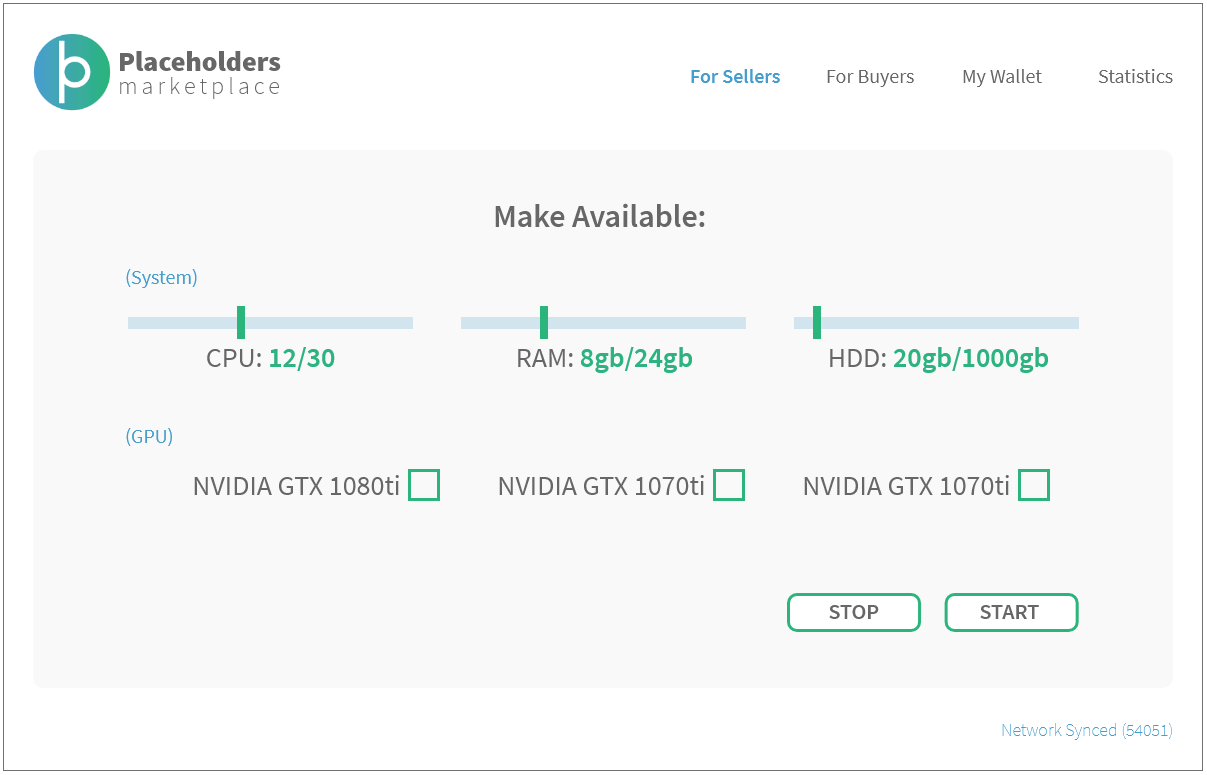 Placeholders
marketplace
For Sellers For Buyers My Wallet Statistics
Make Available:
(System)
CPU: 12/30 RAM: 8gb/24gb HDD: 20gb/1000gb
(GPU)
NVIDIA GTX 1080ti NVIDIA GTX 1070ti NVIDIA GTX 1070ti
STOP START
Network Synced (54051)